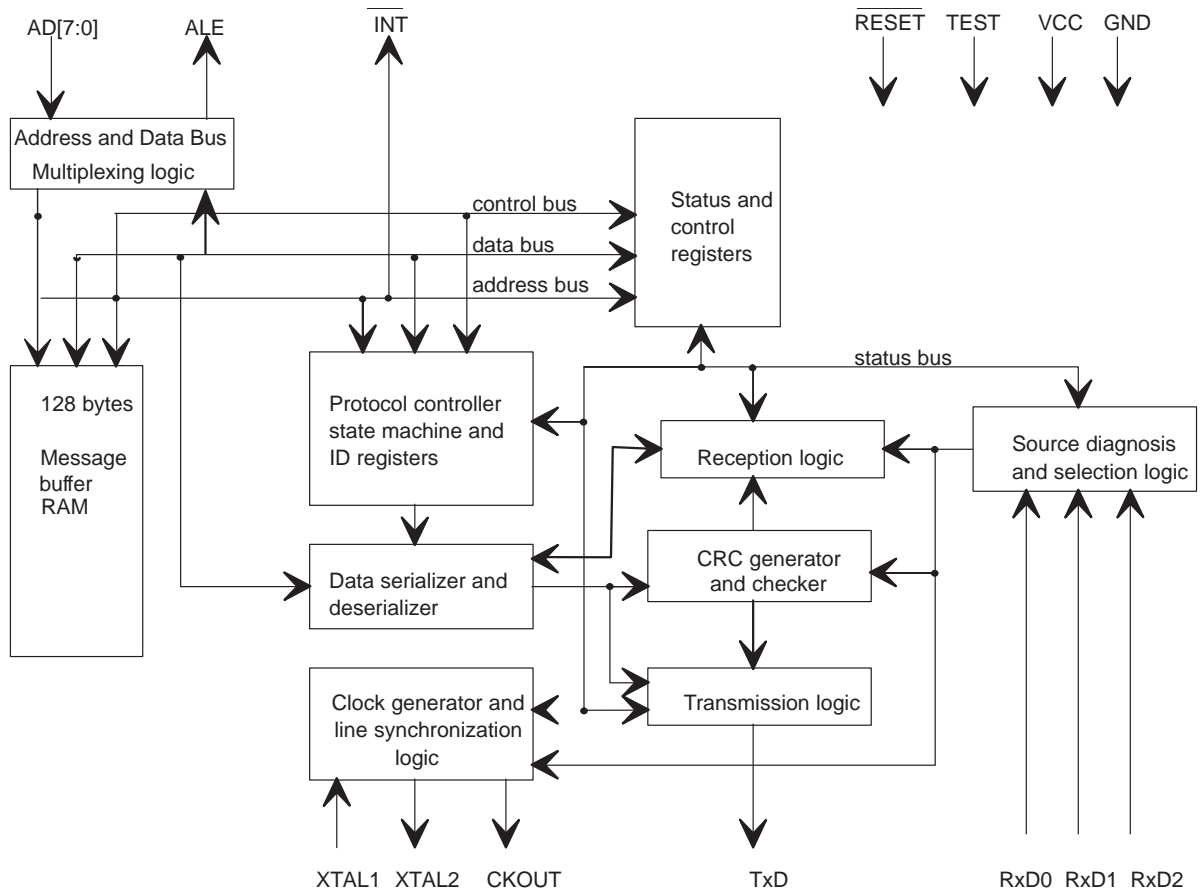 AD[7:0]
ALE
INT
RESET
TEST
VCC
GND
Address and Data Bus
Multiplexing logic
control bus
data bus
address bus
Status and
control
registers
status bus
128 bytes
Message
buffer
RAM
Protocol controller
state machine and
ID registers
Reception logic
Source diagnosis
and selection logic
Data serializer and
deserializer
CRC generator
and checker
Clock generator and
line synchronization
logic
Transmission logic
XTAL1
XTAL2
CKOUT
TxD
RxD0
RxD1
RxD2